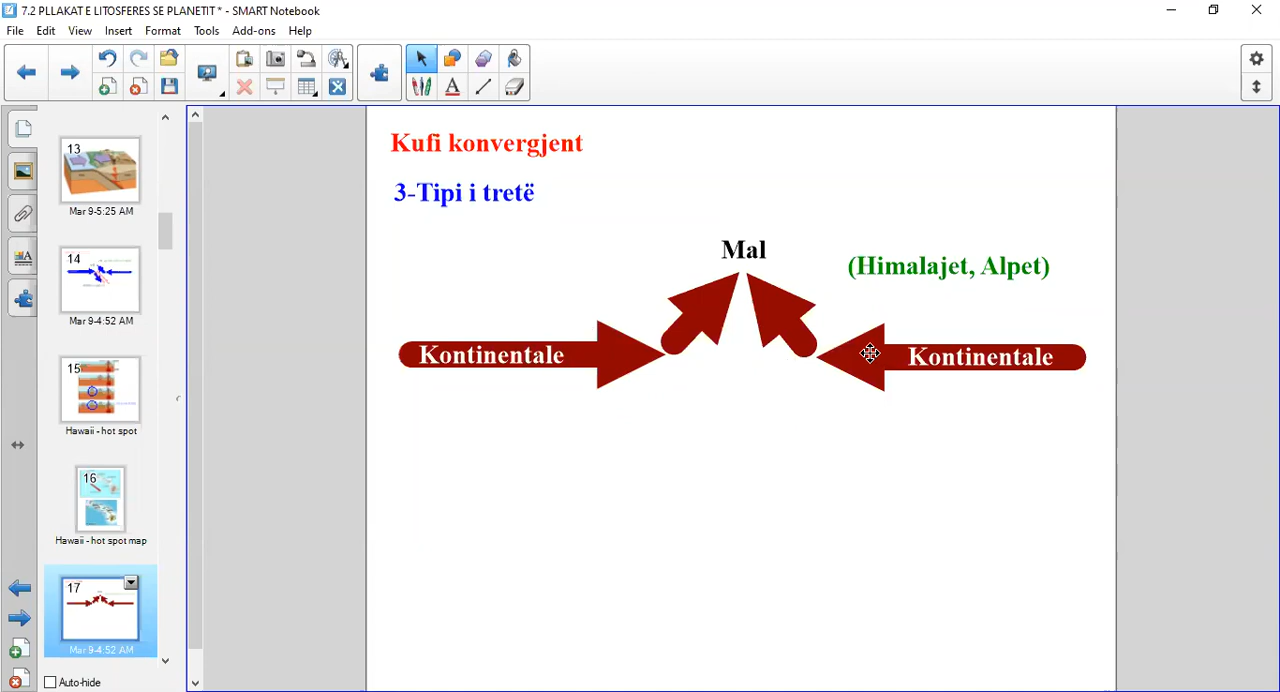 7.2 PLLAKAT E LITOSFERES SE PLANETIT * - SMART Notebook
File Edit View Insert Format Tools Add-ons Help
13
Mar 9-5:25 AM
14
Mar 9-4:52 AM
15
Hawaii - hot spot
16
Hawaii - hot spot map
17
Mar 9-4:52 AM
Auto-hide
Kufi konvergjent
3-Tipi i tretë
Mal
(Himalajet, Alpet)
Kontinentale
Kontinentale